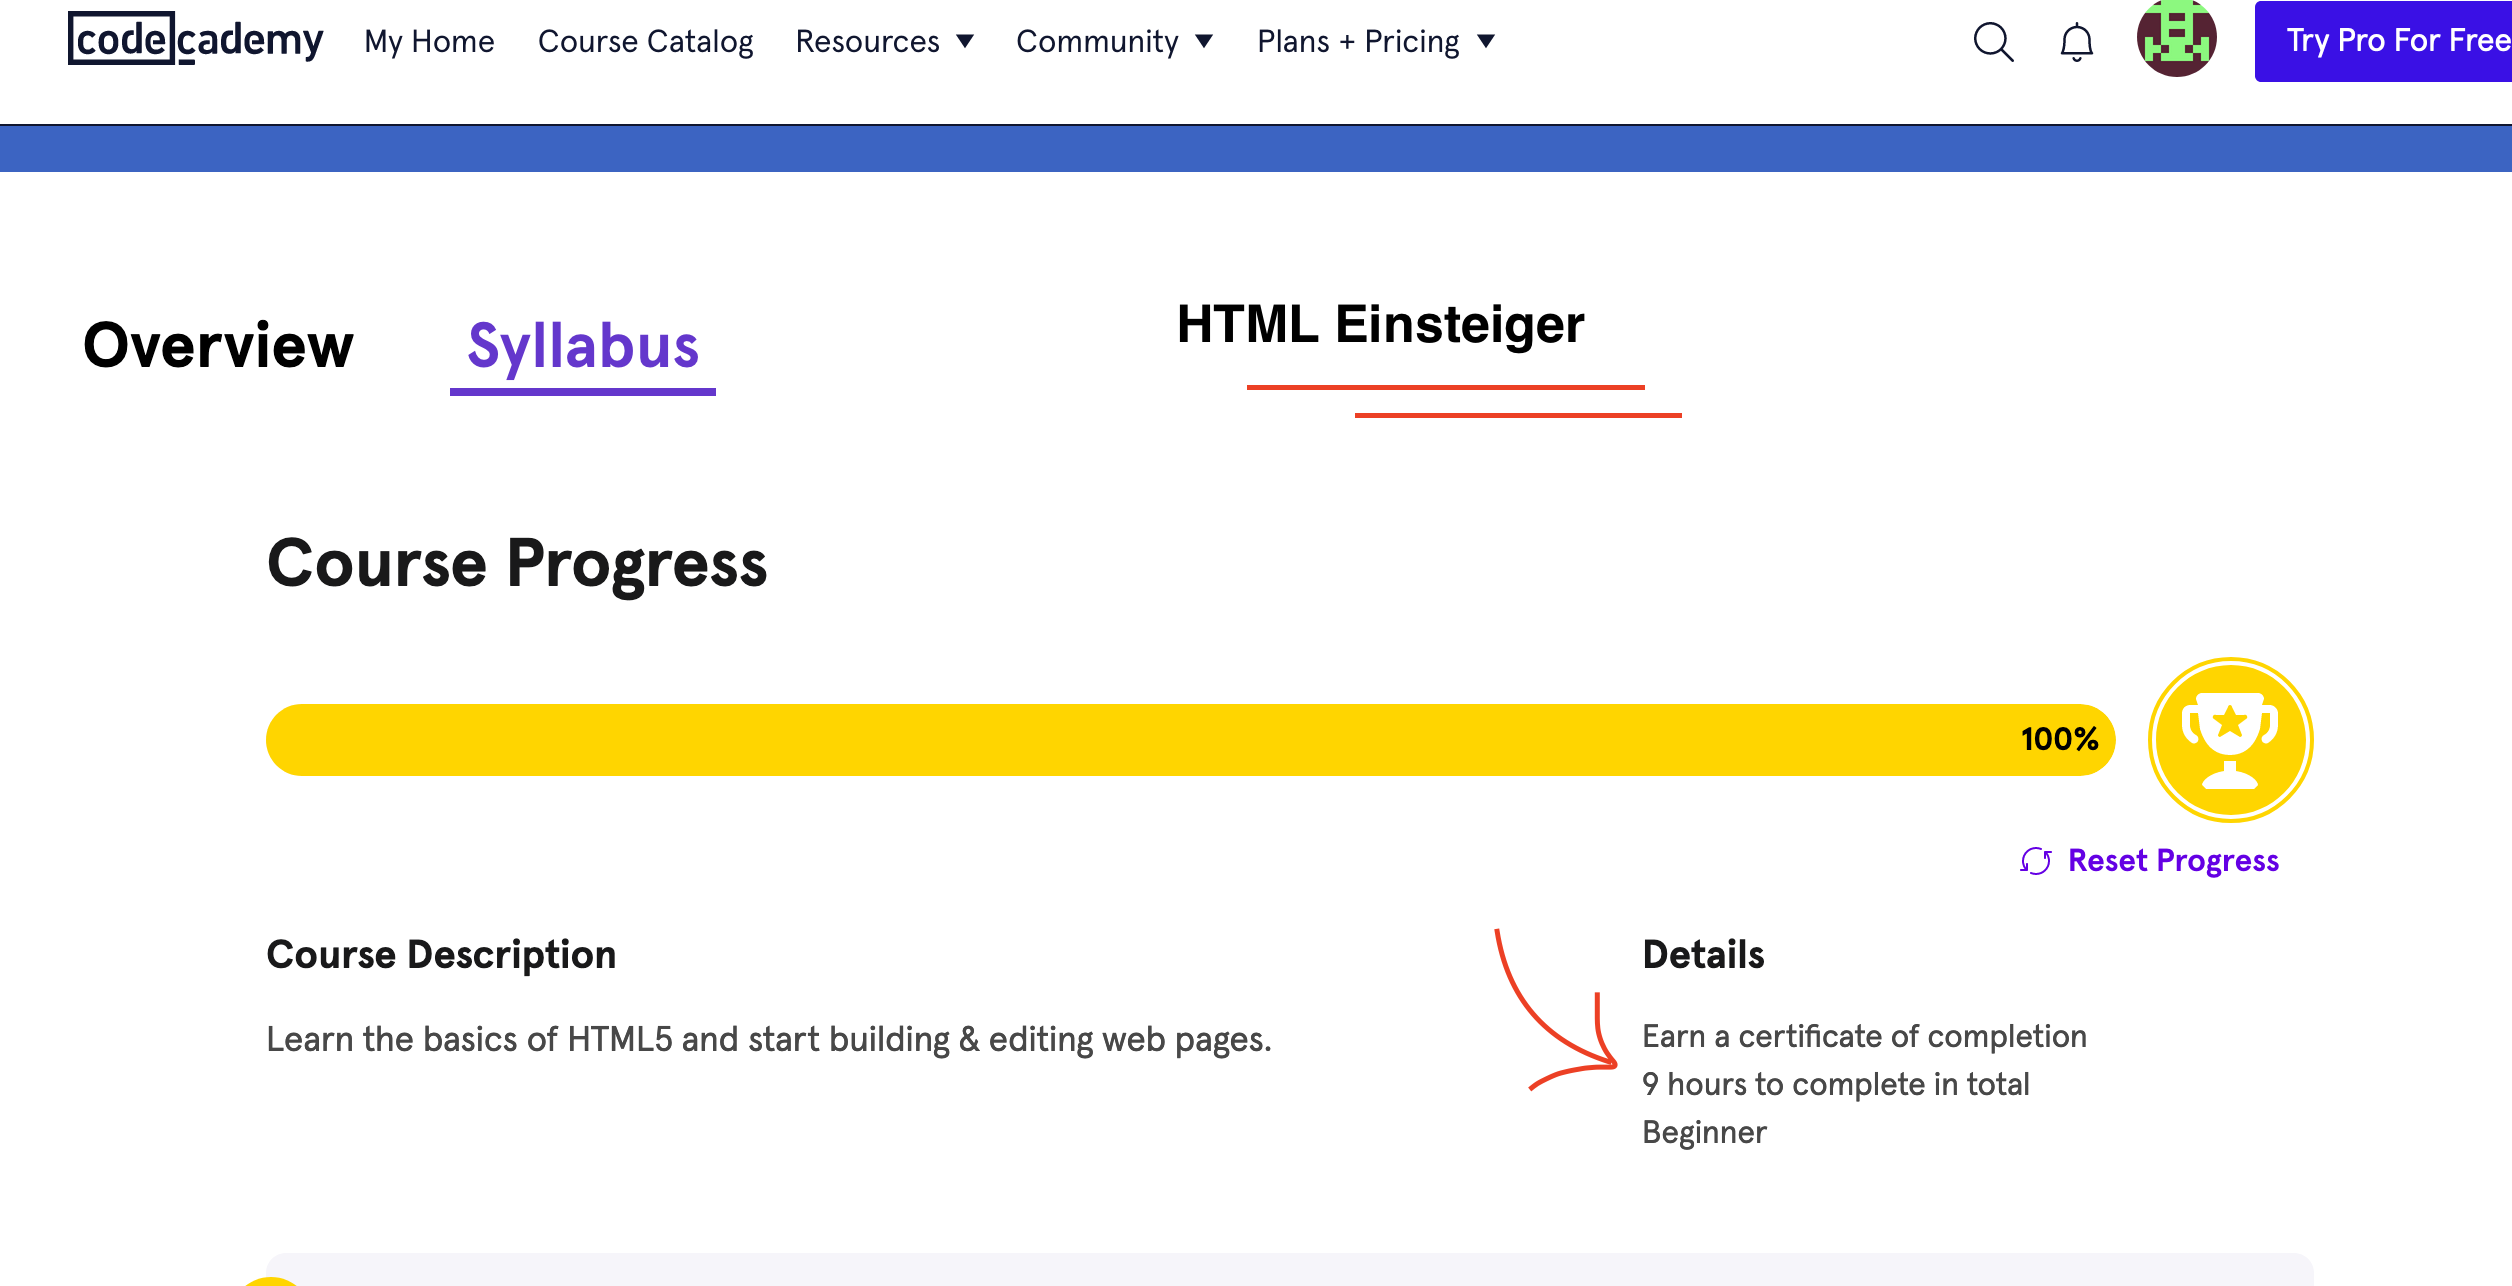 codecademy My Home Course Catalog Resources Community Plans + Pricing Try Pro For Free
Overview Syllabus HTML Einsteiger
Course Progress
100%
Reset Progress
Course Description
Learn the basics of HTML5 and start building & editing web pages.
Details
Earn a certificate of completion
9 hours to complete in total
Beginner